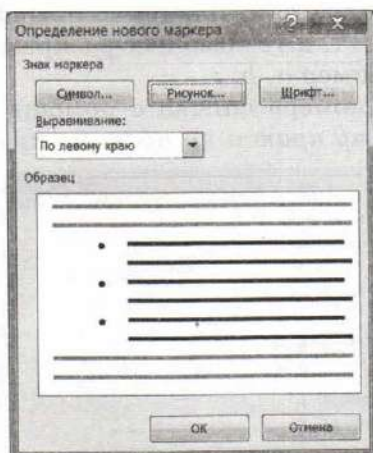 Определение нового маркера
Знак маркера
Символ... Рисунок... Шрифт...
Выравнивание:
По левому краю
Образец
ОК Отмена